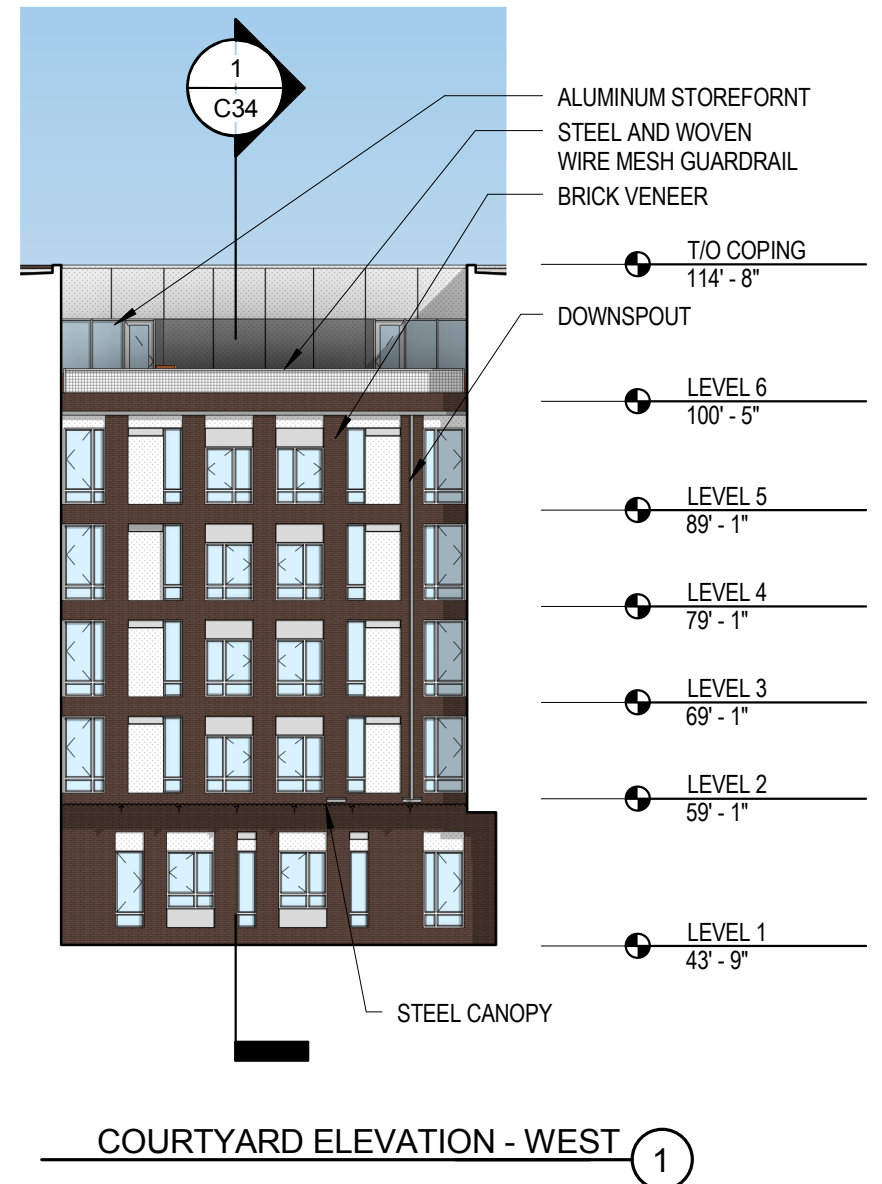 1
C34
ALUMINUM STOREFORNT
STEEL AND WOVEN
WIRE MESH GUARDRAIL
BRICK VENEER
T/O COPING
114' - 8"
DOWNSPOUT
LEVEL 6
100' - 5"
LEVEL 5
89' - 1"
LEVEL 4
79' - 1"
LEVEL 3
69' - 1"
LEVEL 2
59' - 1"
LEVEL 1
43' - 9"
STEEL CANOPY
COURTYARD ELEVATION - WEST 1